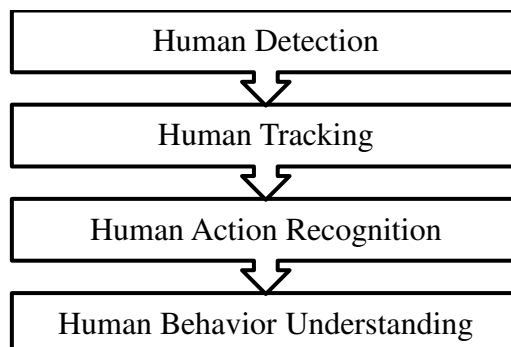 Human Detection
Human Tracking
Human Action Recognition
Human Behavior Understanding